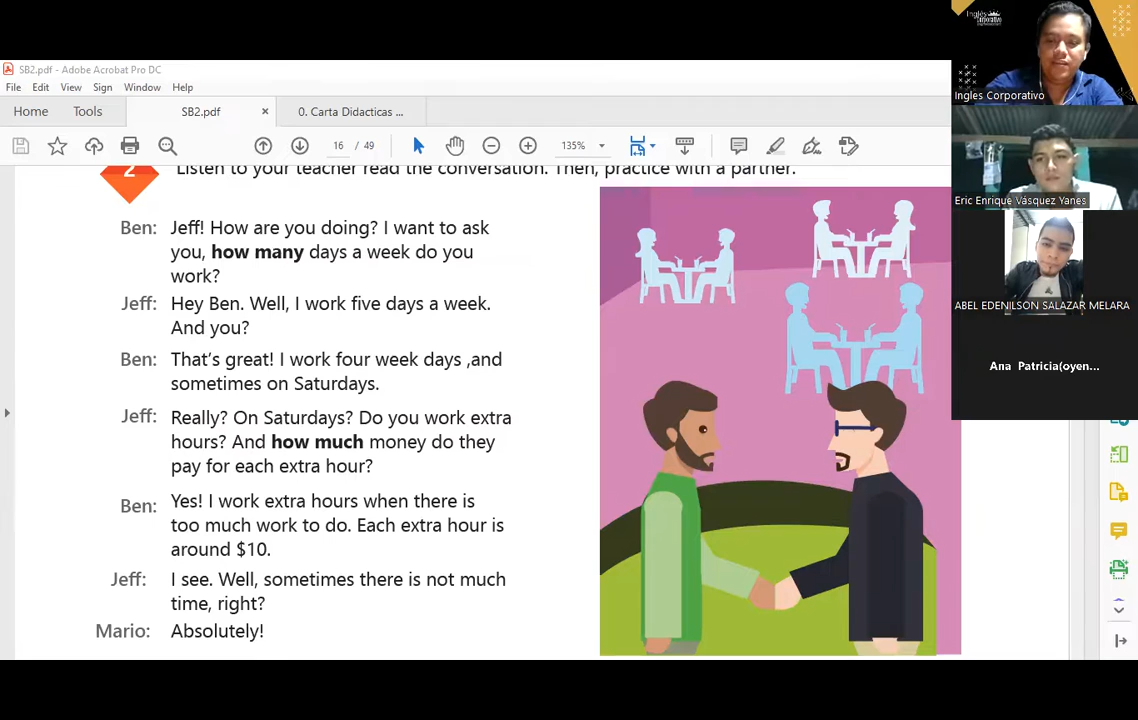 Inglés
Corporativo
SB2.pdf - Adobe Acrobat Pro DC
File Edit View Sign Window Help
Home Tools SB2.pdf × 0. Carta Didacticas ...
16 / 49 135%
2 Listen to your teacher read the conversation. Then, practice with a partner.
Ben: Jeff! How are you doing? I want to ask
you, how many days a week do you
work?
Jeff: Hey Ben. Well, I work five days a week.
And you?
Ben: That's great! I work four week days ,and
sometimes on Saturdays.
Jeff: Really? On Saturdays? Do you work extra
hours? And how much money do they
pay for each extra hour?
Ben: Yes! I work extra hours when there is
too much work to do. Each extra hour is
around $10.
Jeff: I see. Well, sometimes there is not much
time, right?
Mario: Absolutely!
Ingles Corporativo
Eric Enrique Vásquez Yanes
ABEL EDENILSON SALAZAR MELARA
Ana Patricia(oyen...